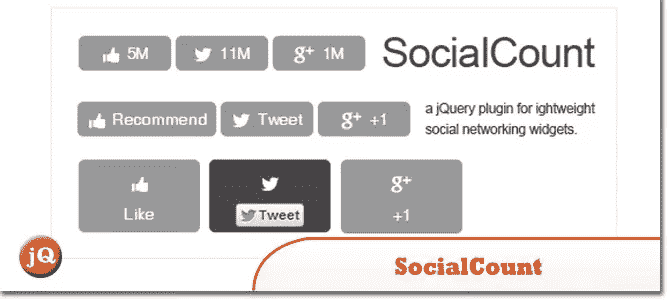 5M 11M g+ 1M SocialCount
Recommend Tweet g+ +1
a jQuery plugin for ightweight
social networking widgets.
g+
Like Tweet +1
jQ
SocialCount